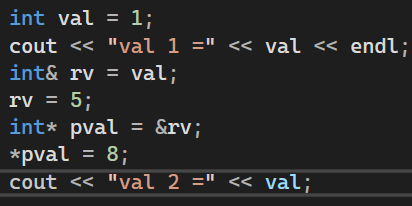 int val = 1;
cout << "val 1 =" << val << endl;
int& rv = val;
rv = 5;
int* pval = &rv;
*pval = 8;
cout << "val 2 =" << val;